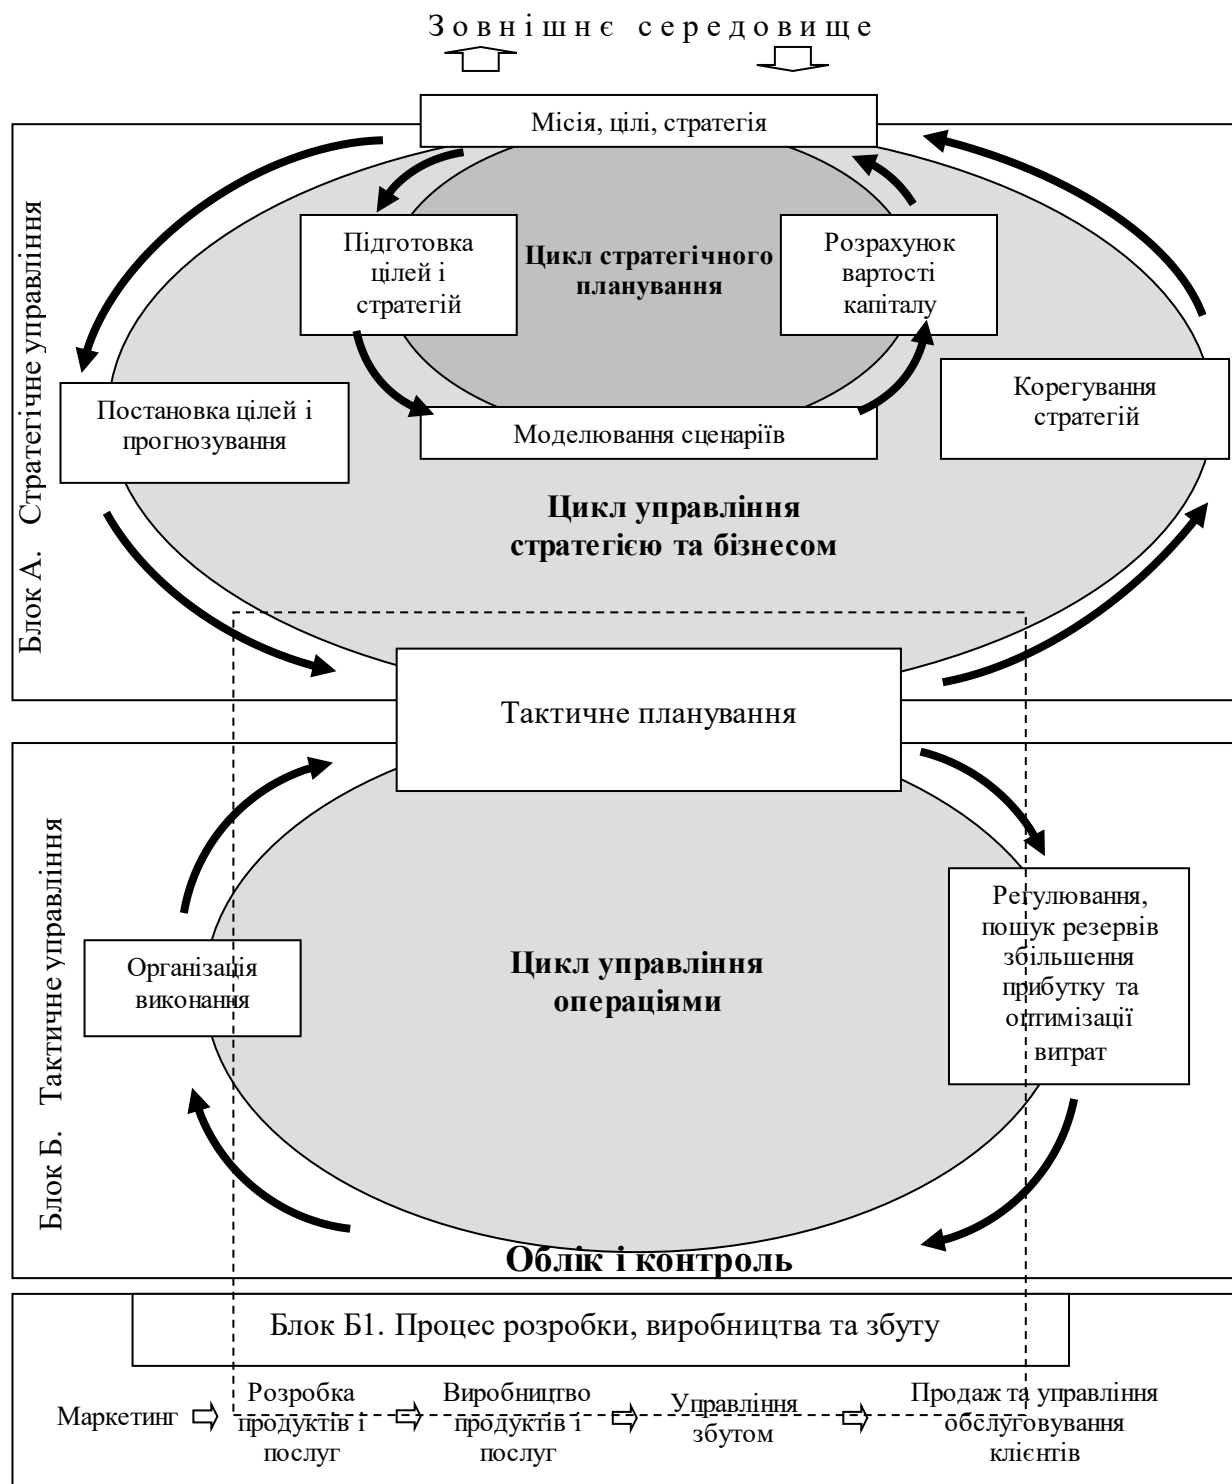 Зовнішнє середовище
Місія, цілі, стратегія
Блок А. Стратегічне управління
Підготовка
цілей і
стратегій
Цикл стратегічного
планування
Розрахунок
вартості
капіталу
Постановка цілей і
прогнозування
Моделювання сценаріїв
Корегування
стратегій
Цикл управління
стратегією та бізнесом
Тактичне планування
Блок Б. Тактичне управління
Організація
виконання
Цикл управління
операціями
Регулювання,
пошук резервів
збільшення
прибутку та
оптимізації
витрат
Облік і контроль
Блок Б1. Процес розробки, виробництва та збуту
Маркетинг
Розробка
продуктів і
послуг
Виробництво
продуктів і
послуг
Управління
збутом
Продаж та управління
обслуговування
клієнтів